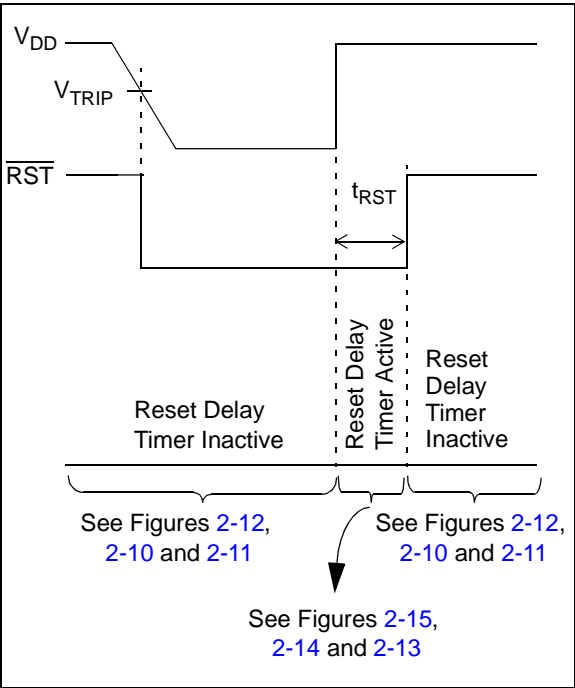 VDD
VTRIP
RST
tRST
Reset Delay
Timer Inactive
Reset Delay
Timer Active
Reset
Delay
Timer
Inactive
See Figures 2-12,
2-10 and 2-11
See Figures 2-12,
2-10 and 2-11
See Figures 2-15,
2-14 and 2-13